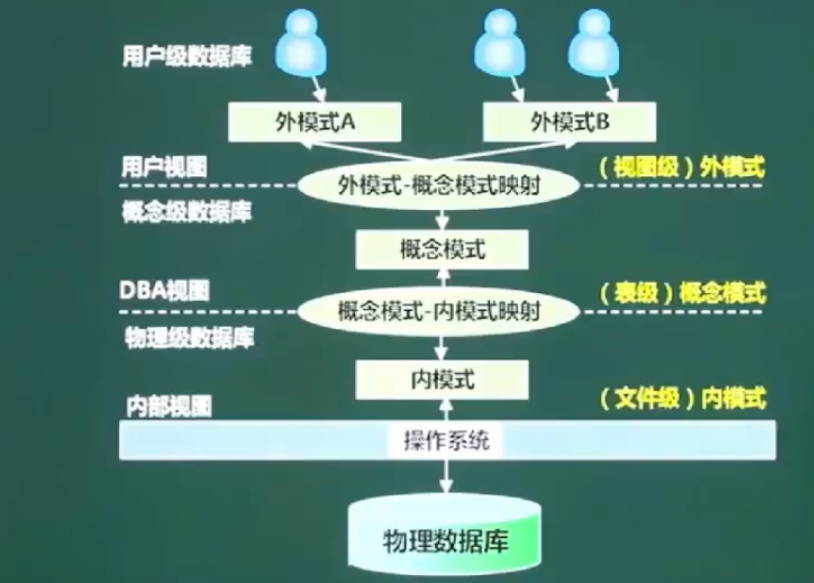 用户级数据库
外模式A
外模式B
用户视图
外模式-概念模式映射
（视图级）外模式
概念级数据库
概念模式
DBA视图
（表级）概念模式
概念模式-内模式映射
物理级数据库
内模式
内部视图
（文件级）内模式
操作系统
物理数据库